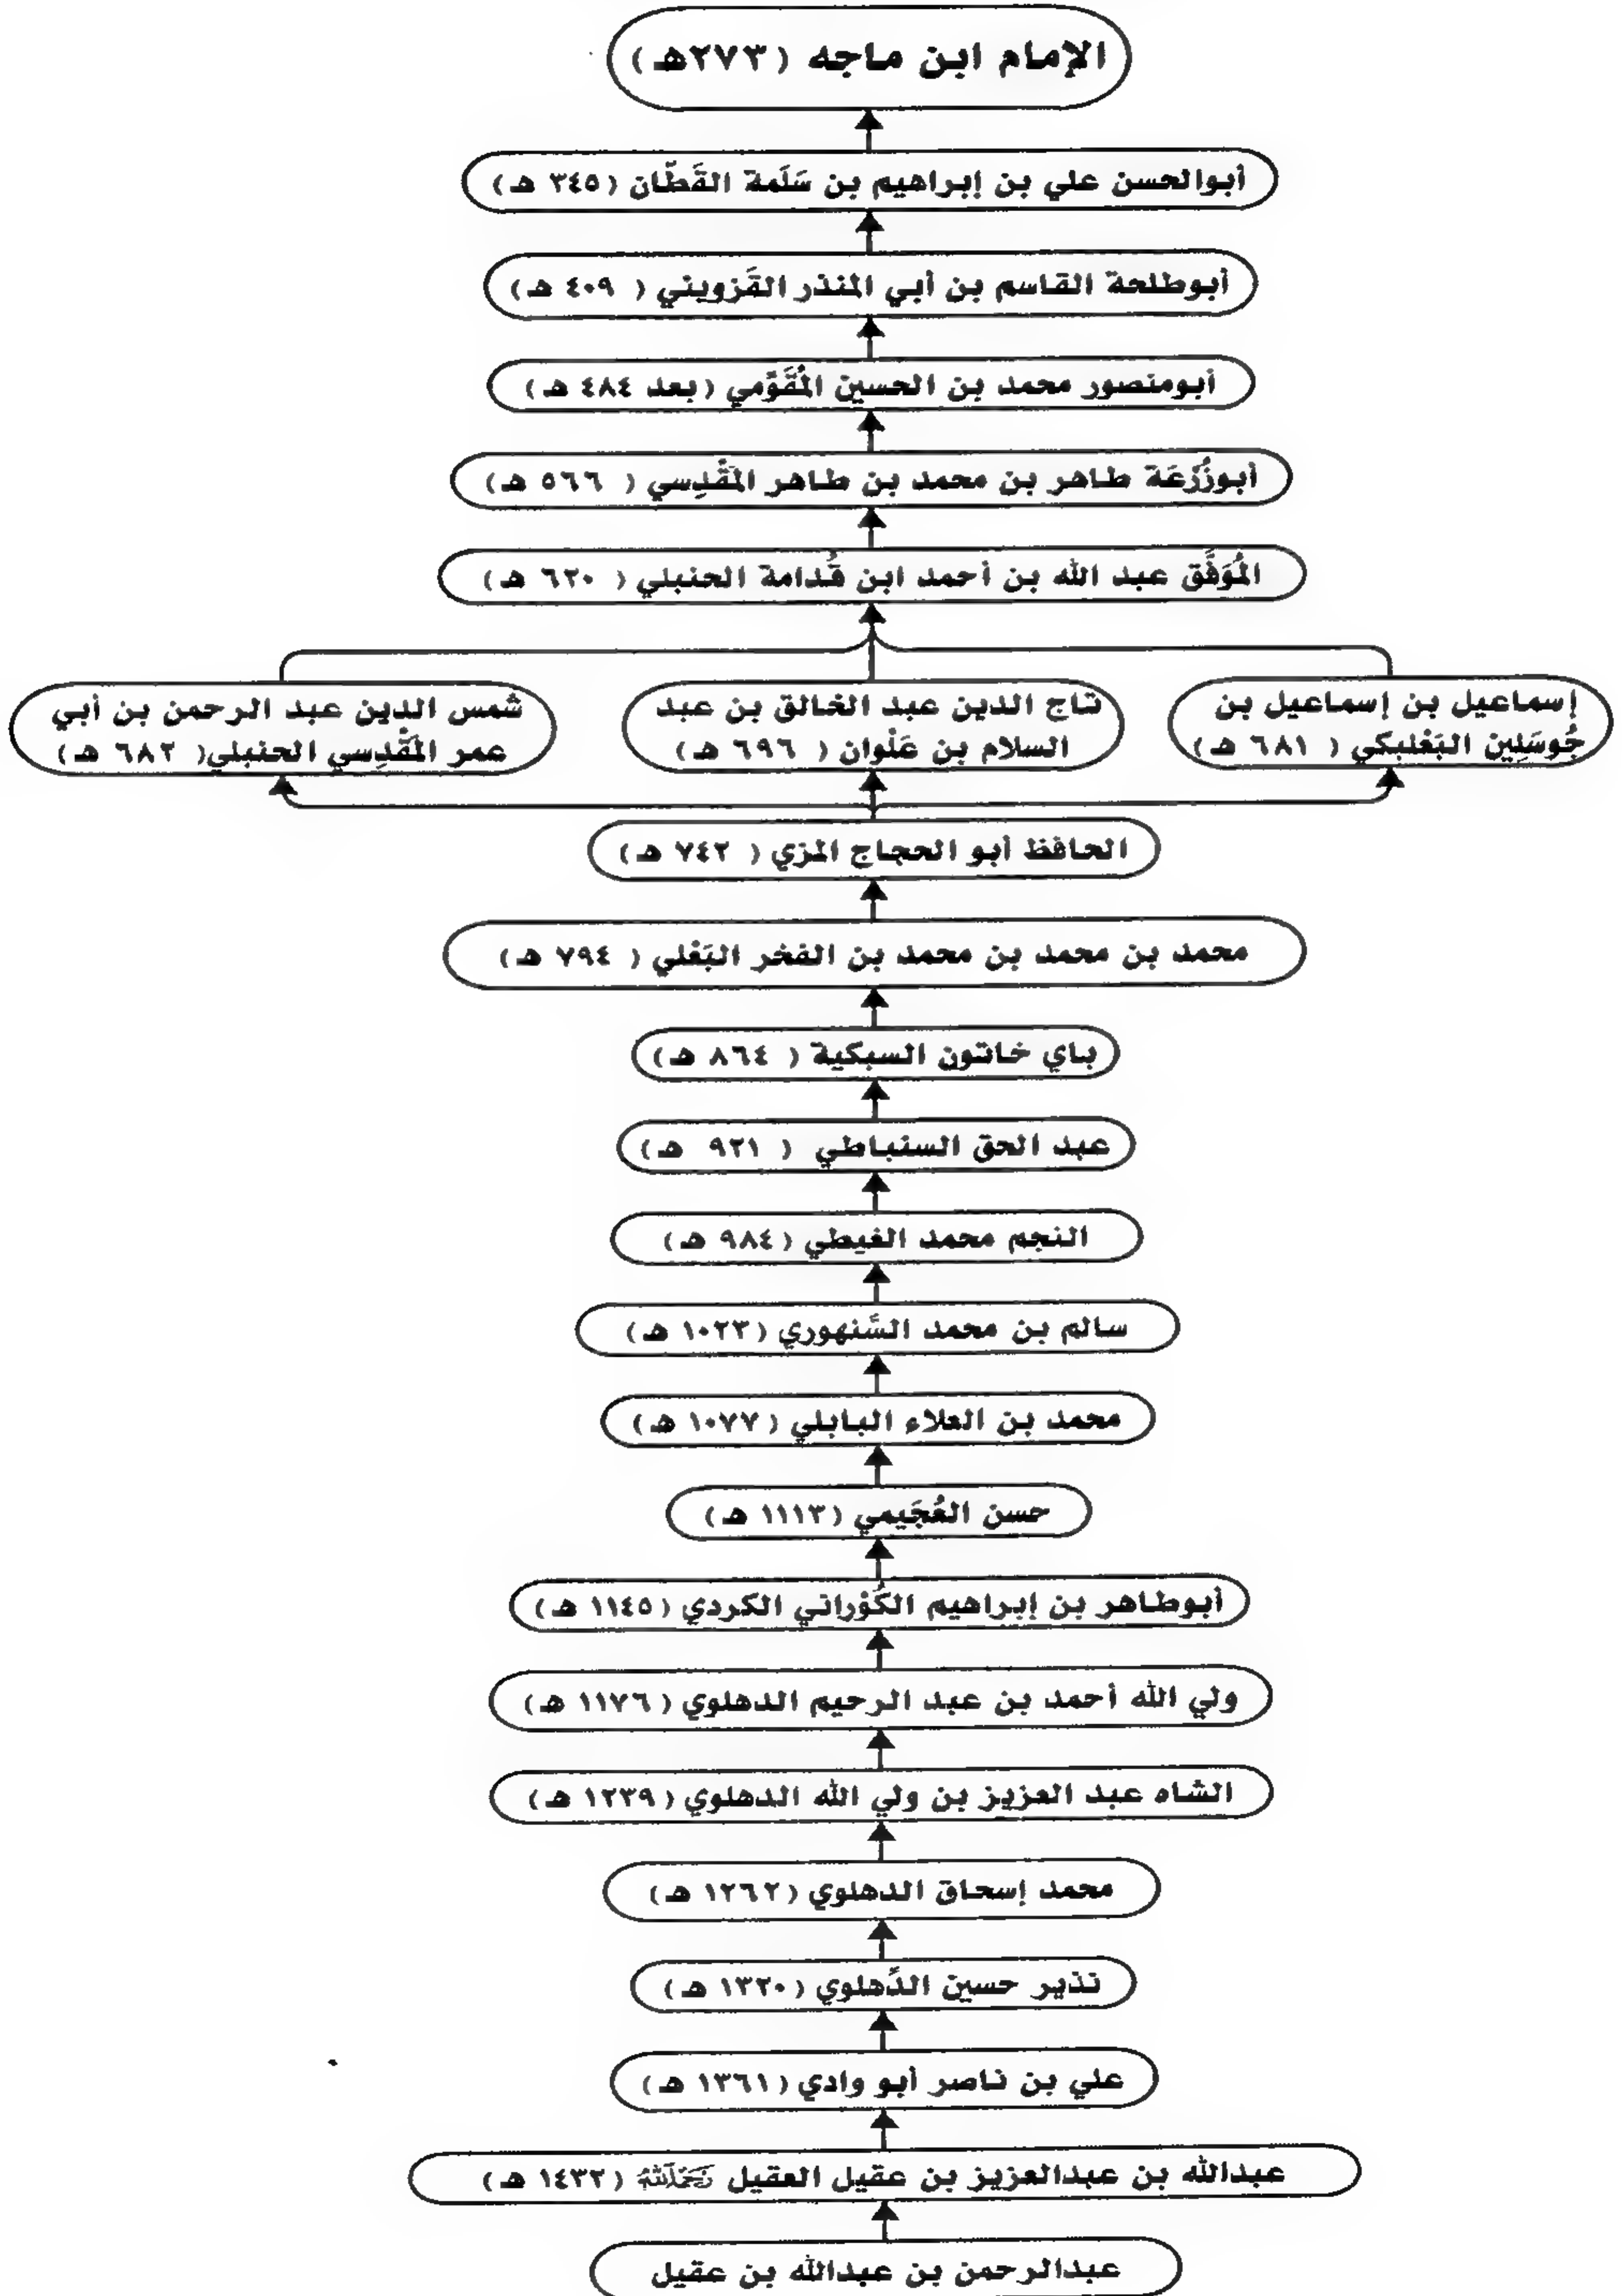 الإمام ابن ماجه (٢٧٣هـ)
أبوالحسن علي بن إبراهيم بن سَلَمة القَطّان (٣٤٥ هـ)
أبوطلحة القاسم بن أبي المنذر القَزويني ( ٤٠٩ هـ)
أبومنصور محمد بن الحسين المُقَوِّمي (بعد ٤٨٤ هـ)
أبوزُرْعَة طاهر بن محمد بن طاهر المَقْدِسي ( ٥٦٦ هـ)
المُوَفَّق عبد الله بن أحمد ابن قُدامة الحنبلي ( ٦٢٠ هـ)
إسماعيل بن إسماعيل بن
جُوسَلِين البَعْلبكي ( ٦٨١ هـ)
تاج الدين عبد الخالق بن عبد
السلام بن عَلْوان ( ٦٩٦ هـ)
شمس الدين عبد الرحمن بن أبي
عمر المَقْدِسي الحنبلي( ٦٨٢ هـ)
الحافظ أبو الحجاج المزي ( ٧٤٢ هـ)
محمد بن محمد بن محمد بن الفخر البَعْلي ( ٧٩٤ هـ)
باي خاتون السبكية ( ٨٦٤ هـ)
عبد الحق السنباطي ( ٩٢١ هـ)
النجم محمد الغيطي (٩٨٤ هـ)
سالم بن محمد السَّنهوري (١٠٢٣ هـ)
محمد بن العلاء البابلي (١٠٧٧ هـ)
حسن العُجَيمي (١١١٣ هـ)
أبوطاهر بن إبراهيم الكُوْراني الكردي (١١٤٥ هـ)
ولي الله أحمد بن عبد الرحيم الدهلوي (١١٧٦ هـ)
الشاه عبد العزيز بن ولي الله الدهلوي (١٢٣٩ هـ)
محمد إسحاق الدهلوي (١٢٦٢ هـ)
نذير حسين الدِّهلوي (١٣٢٠ هـ)
علي بن ناصر أبو وادي (١٣٦١ هـ)
عبدالله بن عبدالعزيز بن عقيل العقيل رَحِمَهُ اللَّهُ (١٤٣٢ هـ)
عبدالرحمن بن عبدالله بن عقيل